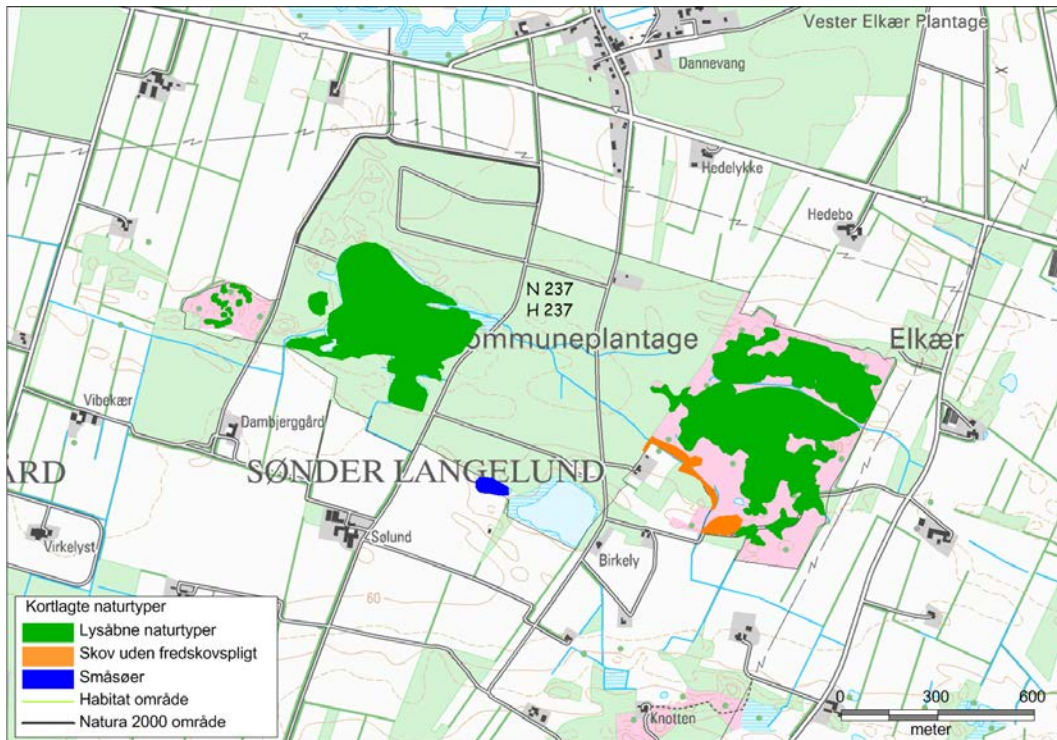 Vester Elkær Plantage
Dannevang
Hedelykke
Hedebo
N 237
H 237
ommuneplantage
Elkær
Vibekær
Dambjerggård
ÅRD
SØNDER LANGELUND
Virkelyst
Sølund
Birkely
60
Knotten
Kortlagte naturtyper
Lysåbne naturtyper
Skov uden fredskovspligt
Småsøer
Habitat område
Natura 2000 område
0 300 600
meter